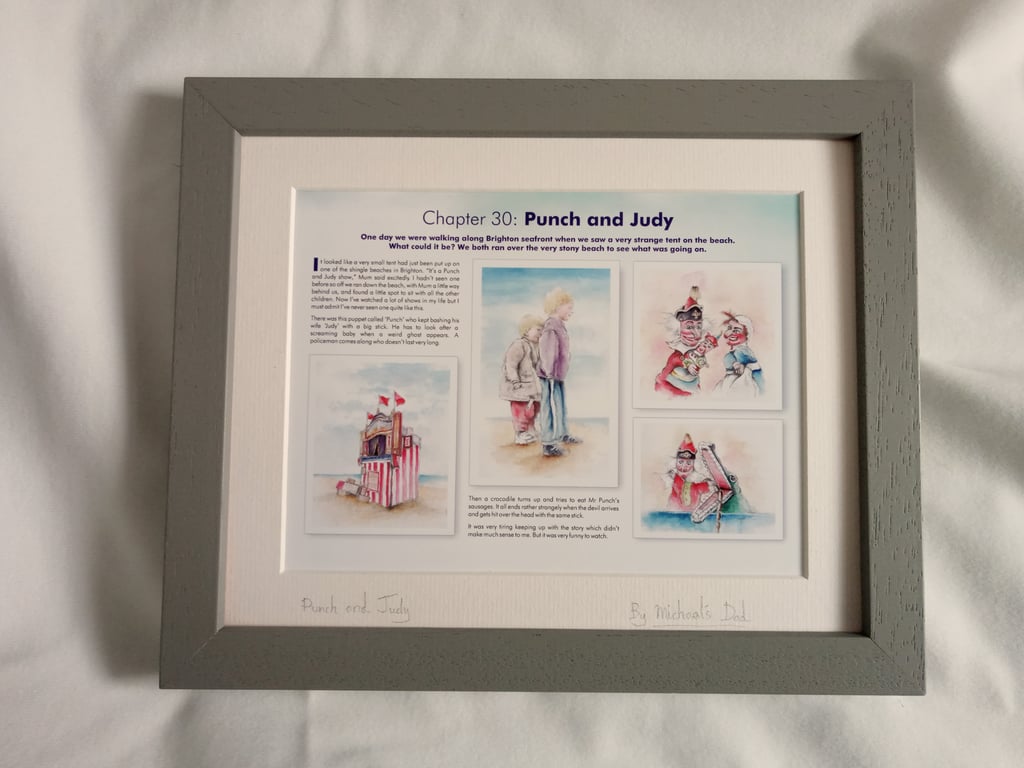 Chapter 30: Punch and Judy
One day we were walking along Brighton seafront when we saw a very strange tent on the beach.
What could it be? We both ran over the very stony beach to see what was going on.
It looked like a very small tent had just been put up on
one of the shingle beaches in Brighton. "It's a Punch
and Judy show," Mum said excitedly. I hadn't seen one
before so off we ran down the beach, with Mum a little way
behind us, and found a little spot to sit with all the other
children. Now I've watched a lot of shows in my life but I
must admit I've never seen one quite like this.
There was this puppet called 'Punch' who kept bashing his
wife 'Judy' with a big stick. He has to look after a
screaming baby when a weird ghost appears. A
policeman comes along who doesn't last very long.
Then a crocodile turns up and tries to eat Mr Punch's
sausages. It all ends rather strangely when the devil arrives
and gets hit over the head with the same stick.
It was very tiring keeping up with the story which didn't
make much sense to me. But it was very funny to watch.
Punch and Judy
By Michael's Dad